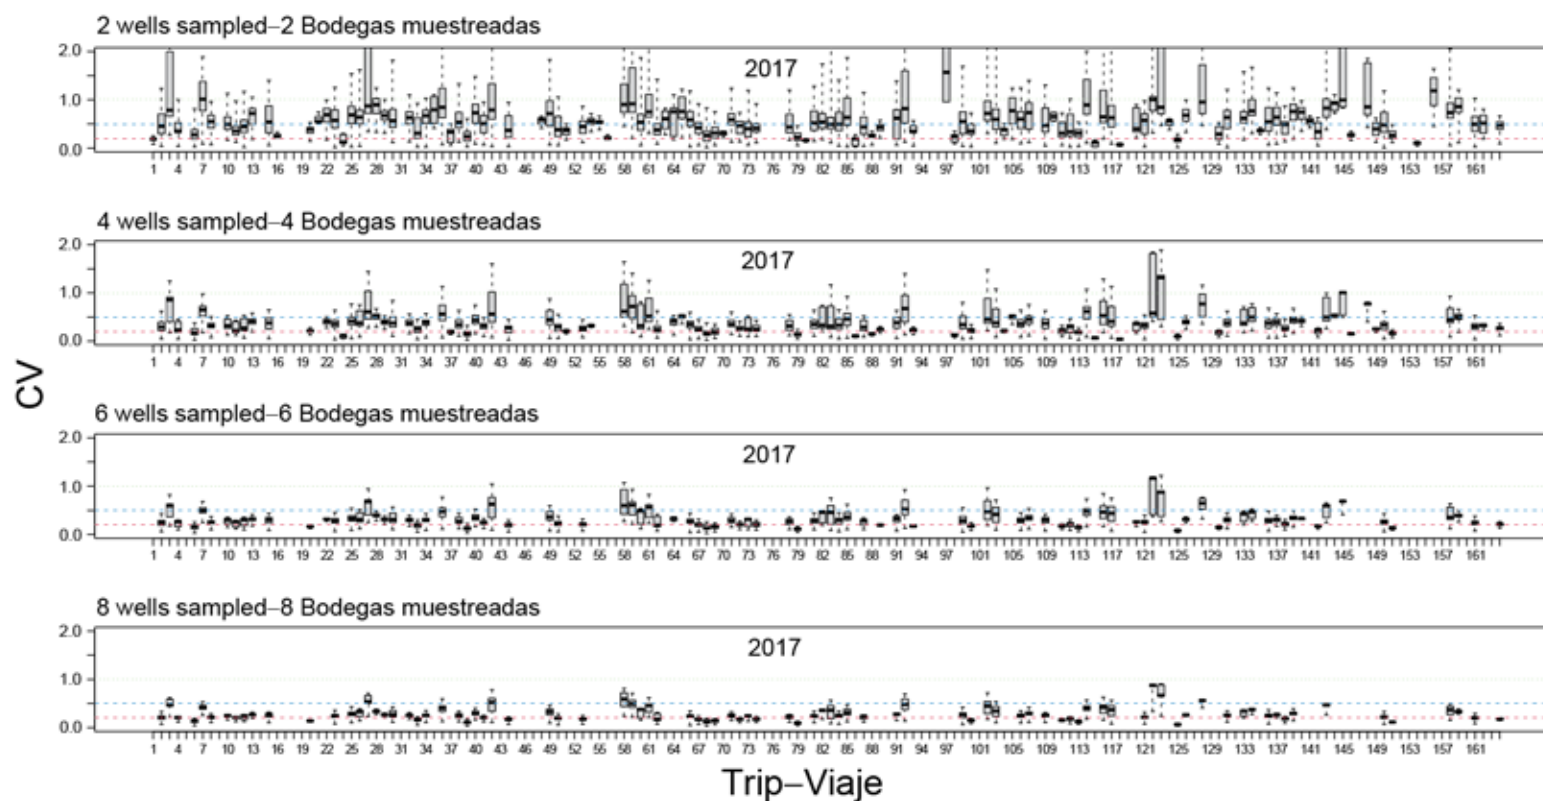 2 wells sampled–2 Bodegas muestreadas
2017
2.0
1.0
0.0
1 4 7 10 13 16 19 22 25 28 31 34 37 40 43 46 49 52 55 58 61 64 67 70 73 76 79 82 85 88 91 94 97 101 105 109 113 117 121 125 129 133 137 141 145 149 153 157 161
4 wells sampled–4 Bodegas muestreadas
2017
2.0
1.0
0.0
1 4 7 10 13 16 19 22 25 28 31 34 37 40 43 46 49 52 55 58 61 64 67 70 73 76 79 82 85 88 91 94 97 101 105 109 113 117 121 125 129 133 137 141 145 149 153 157 161
CV
6 wells sampled–6 Bodegas muestreadas
2017
2.0
1.0
0.0
1 4 7 10 13 16 19 22 25 28 31 34 37 40 43 46 49 52 55 58 61 64 67 70 73 76 79 82 85 88 91 94 97 101 105 109 113 117 121 125 129 133 137 141 145 149 153 157 161
8 wells sampled–8 Bodegas muestreadas
2017
2.0
1.0
0.0
1 4 7 10 13 16 19 22 25 28 31 34 37 40 43 46 49 52 55 58 61 64 67 70 73 76 79 82 85 88 91 94 97 101 105 109 113 117 121 125 129 133 137 141 145 149 153 157 161
Trip–Viaje